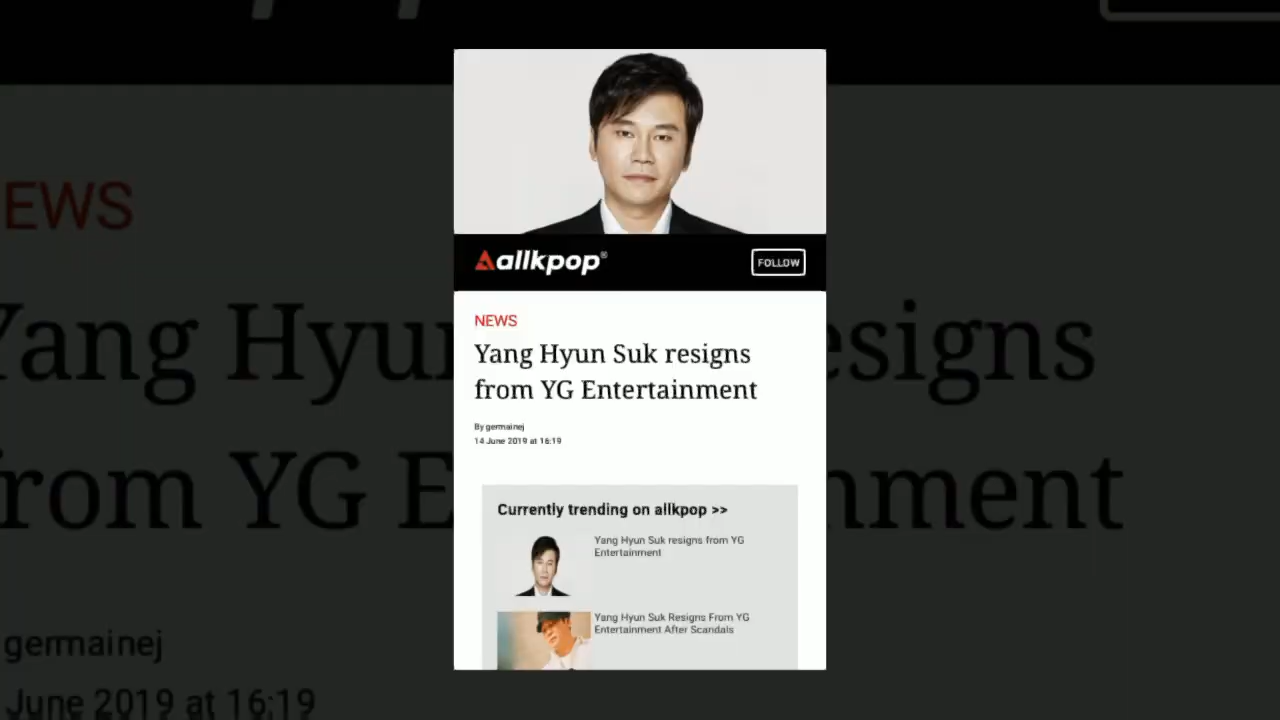 allkpop®
FOLLOW
NEWS
Yang Hyun Suk resigns
from YG Entertainment
By germainej
14 June 2019 at 16:19
Currently trending on allkpop >>
Yang Hyun Suk resigns from YG
Entertainment
Yang Hyun Suk Resigns From YG
Entertainment After Scandals
EWS
Yang Hyu
esigns
rom YG E
nment
germainej
June 2019 at 16:19